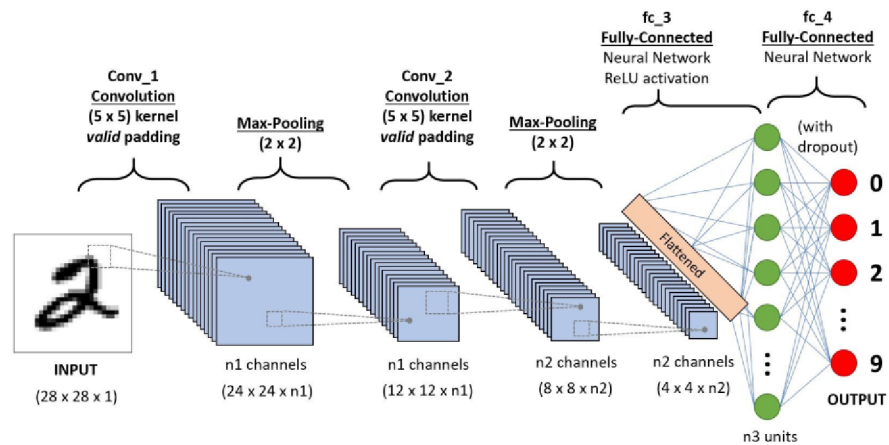 fc_3
Fully-Connected
Neural Network
ReLU activation
fc_4
Fully-Connected
Neural Network
Conv_1
Convolution
(5 x 5) kernel
valid padding
Max-Pooling
(2 x 2)
Conv_2
Convolution
(5 x 5) kernel
valid padding
Max-Pooling
(2 x 2)
(with
dropout)
Flattened
0
1
2
9
INPUT
(28 x 28 x 1)
n1 channels
(24 x 24 x n1)
n1 channels
(12 x 12 x n1)
n2 channels
(8 x 8 x n2)
n2 channels
(4 x 4 x n2)
OUTPUT
n3 units
2